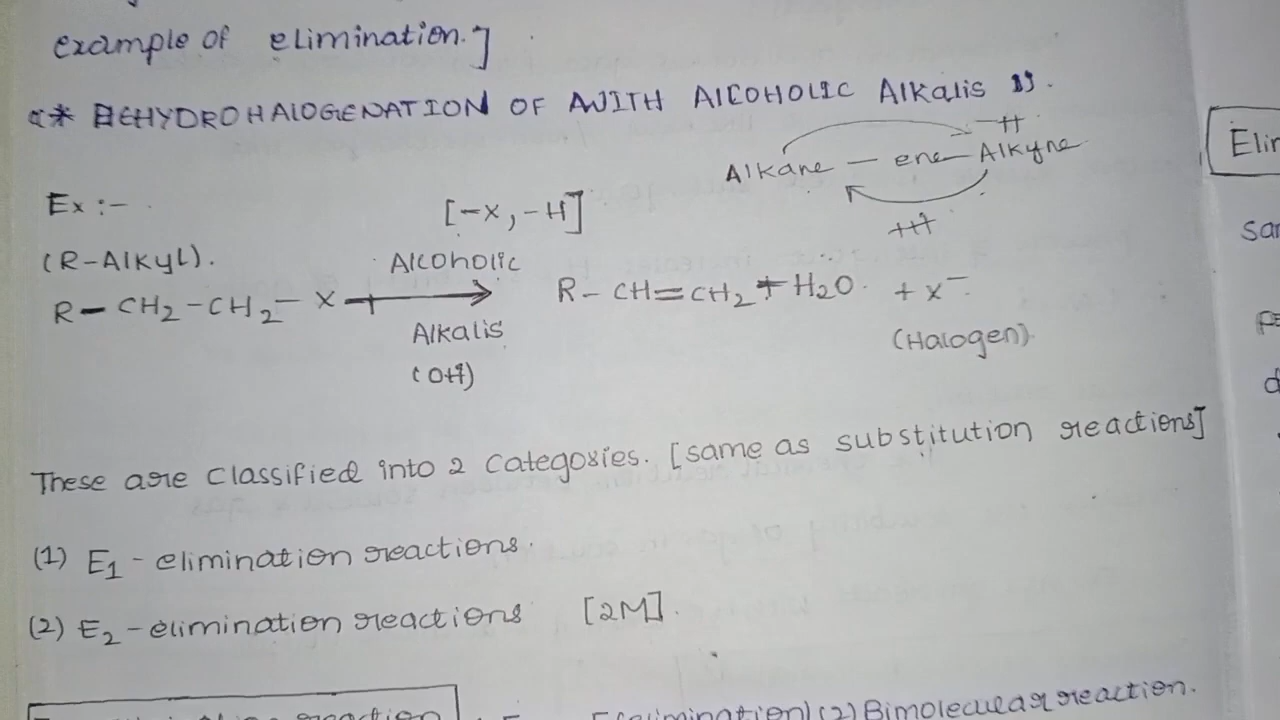 example of elimination.]
"* DEHYDROHALOGENATION OF WITH ALCOHOLIC Alkalis ".
-H
Alkane — ene — Alkyne
+H
Elim
Ex :-
[-X, -H]
(R-Alkyl).
Alcoholic
R-CH2-CH2-X → R-CH=CH2 + H2O + X-
Alkalis
(Halogen)
(OH)
These are classified into 2 categories. [same as substitution reactions]
(1) E1 - elimination reactions.
(2) E2 - elimination reactions [2M].
reaction
(elimination) (2) Bimolecular reaction.